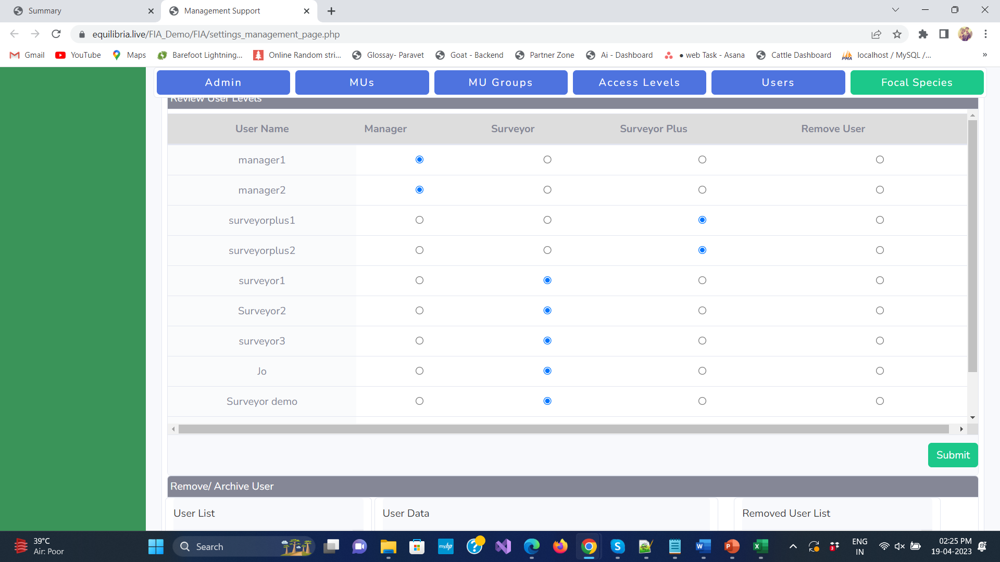 Summary
Management Support
equilibria.live/FIA_Demo/FIA/settings_management_page.php
Gmail
YouTube
Maps
Barefoot Lightning...
Online Random stri...
Glossay- Paravet
Goat - Backend
Partner Zone
Ai - Dashboard
● web Task - Asana
Cattle Dashboard
PMA
localhost / MySQL /...
»
Admin
MUs
MU Groups
Access Levels
Users
Focal Species
Review User Levels
User Name Manager Surveyor Surveyor Plus Remove User
manager1
manager2
surveyorplus1
surveyorplus2
surveyor1
Surveyor2
surveyor3
Jo
Surveyor demo
Submit
Remove/ Archive User
User List
User Data
Removed User List
39°C
Air: Poor
Search
myhp
3
ENG
IN
02:25 PM
19-04-2023